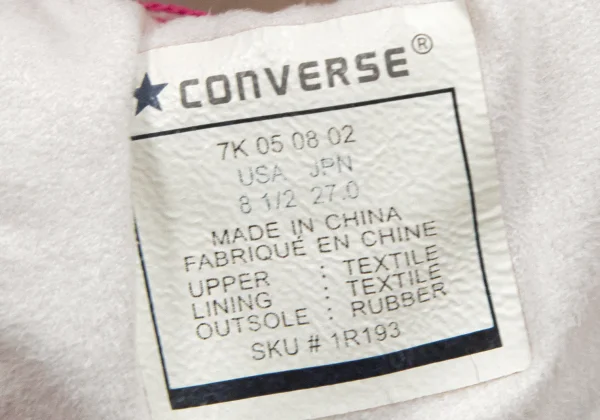 ★ CONVERSE®
7K 05 08 02
USA JPN
8 1/2 27.0
MADE IN CHINA
FABRIQUÉ EN CHINE
UPPER : TEXTILE
LINING : TEXTILE
OUTSOLE : RUBBER
SKU # 1R193